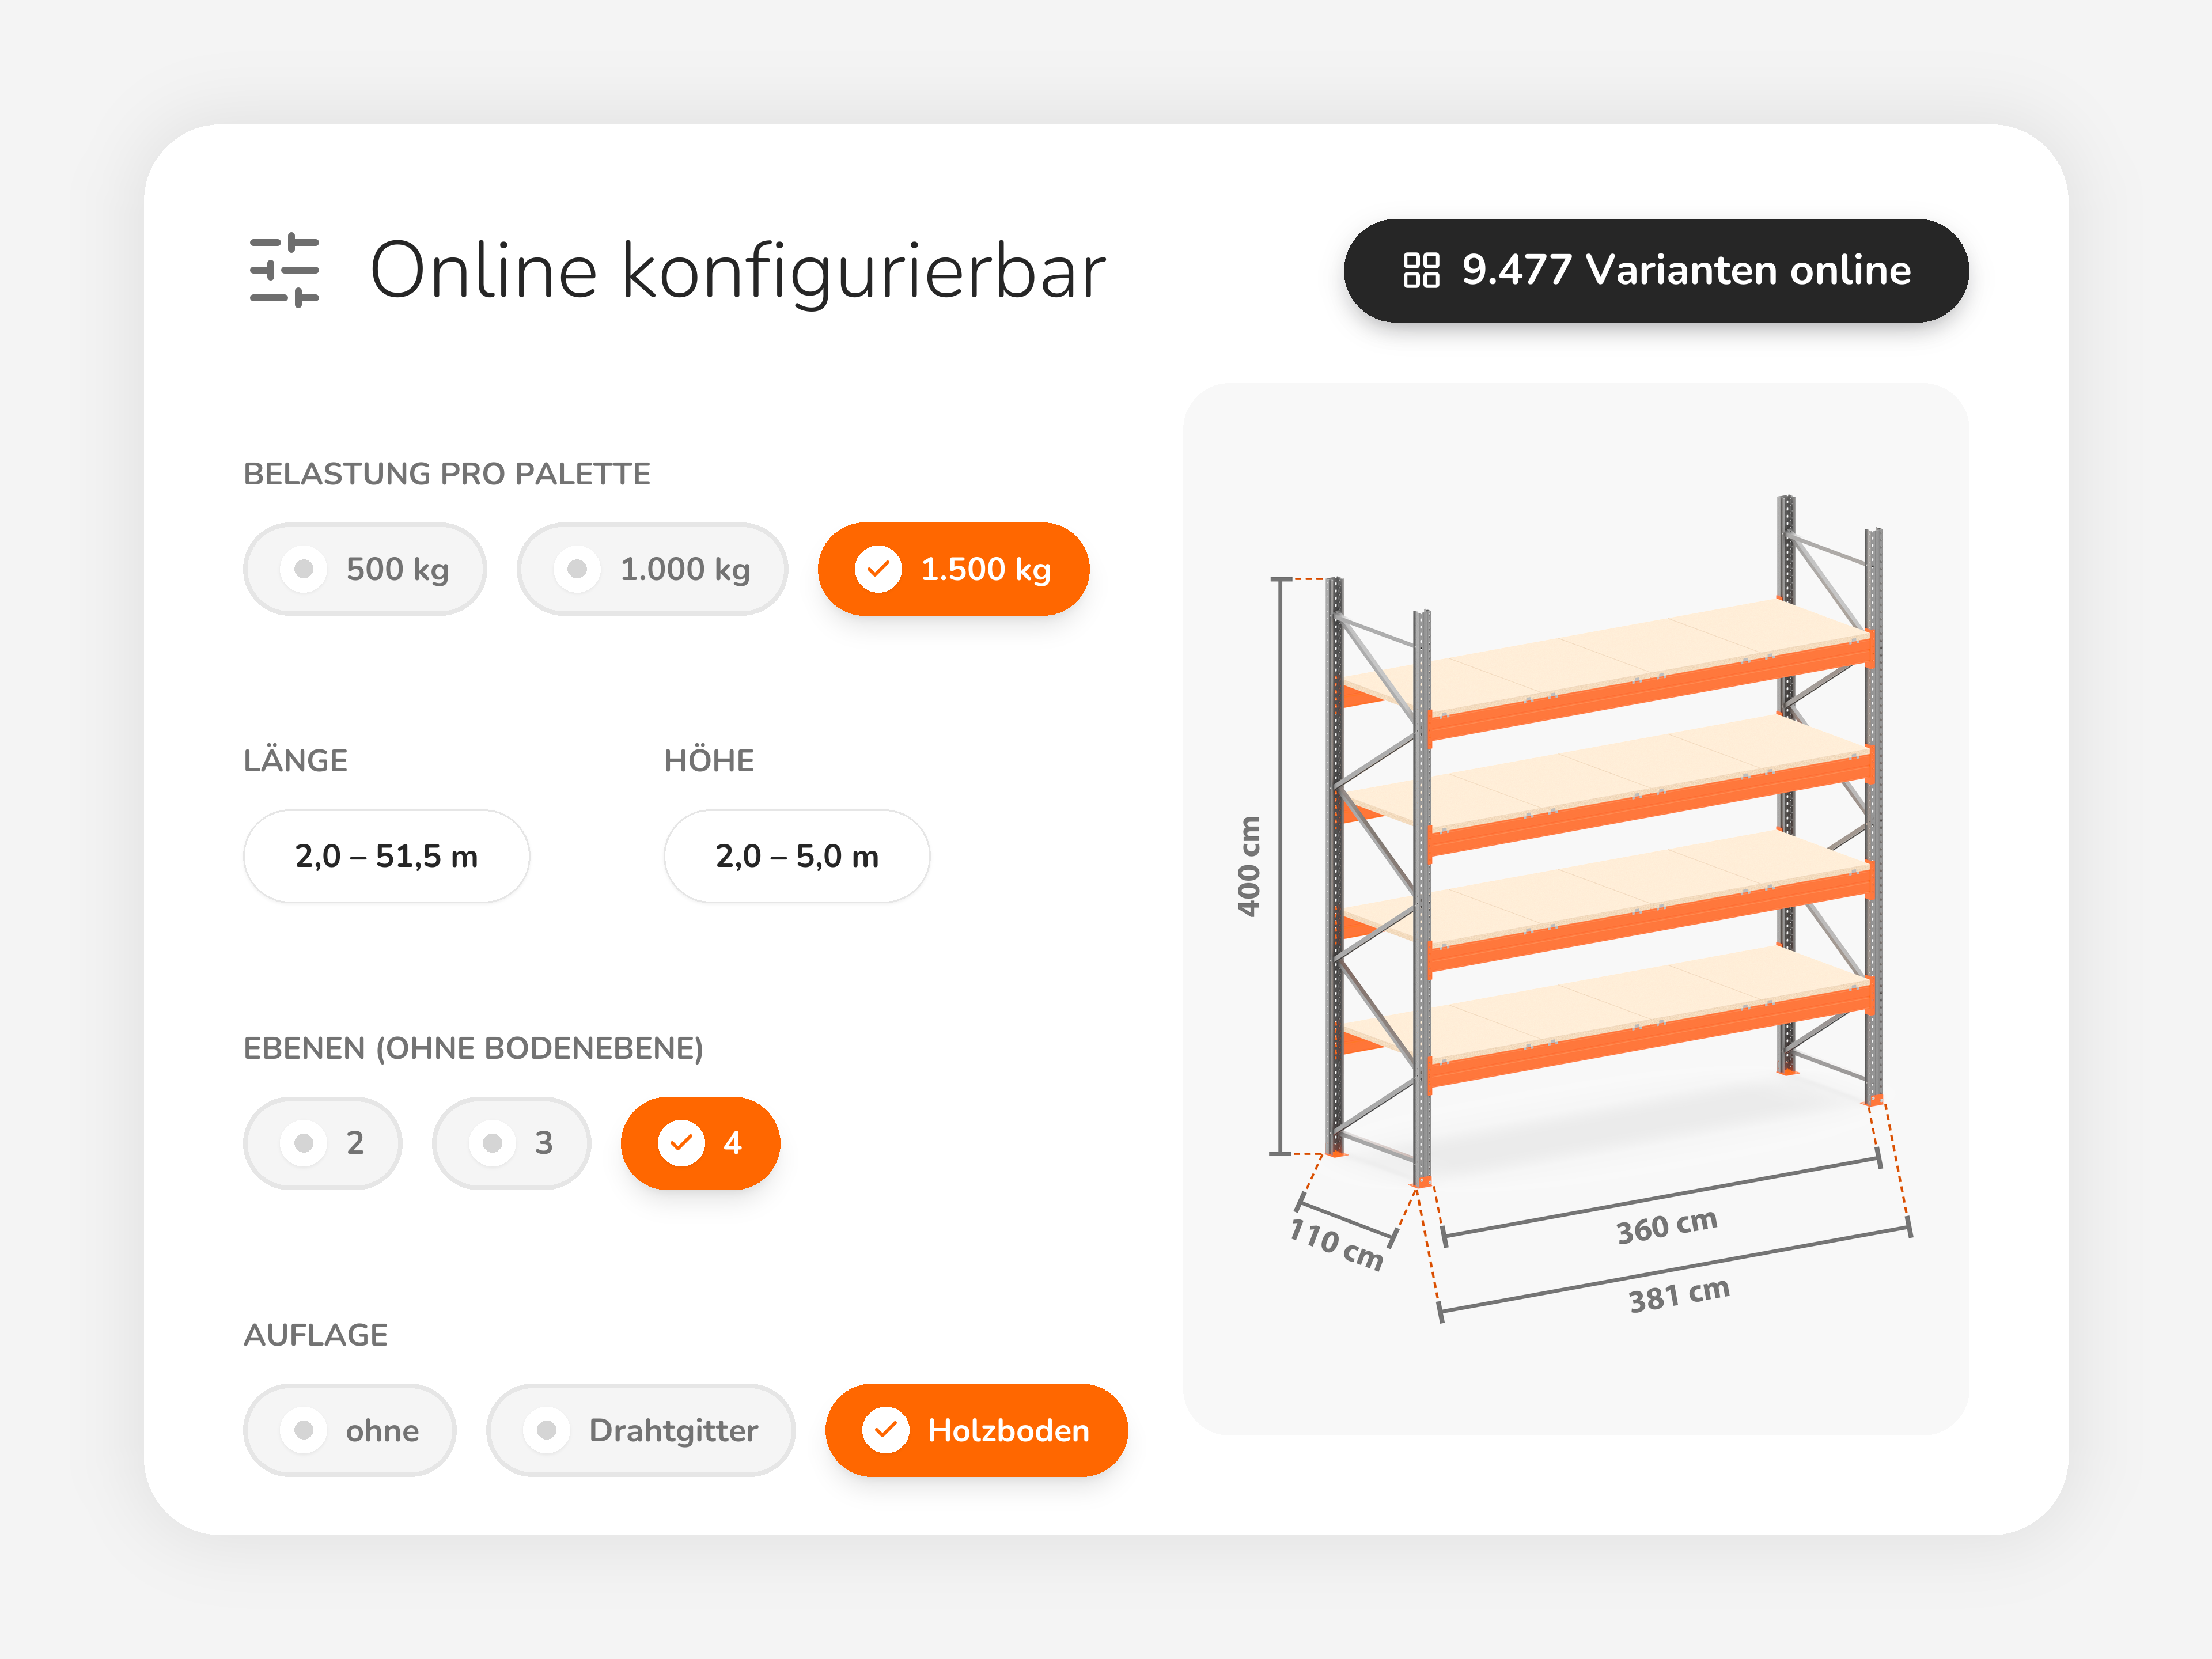 Online konfigurierbar
9.477 Varianten online
BELASTUNG PRO PALETTE
500 kg
1.000 kg
1.500 kg
LÄNGE
HÖHE
2,0 – 51,5 m
2,0 – 5,0 m
EBENEN (OHNE BODENEBENE)
2
3
4
AUFLAGE
ohne
Drahtgitter
Holzboden
400 cm
110 cm
360 cm
381 cm